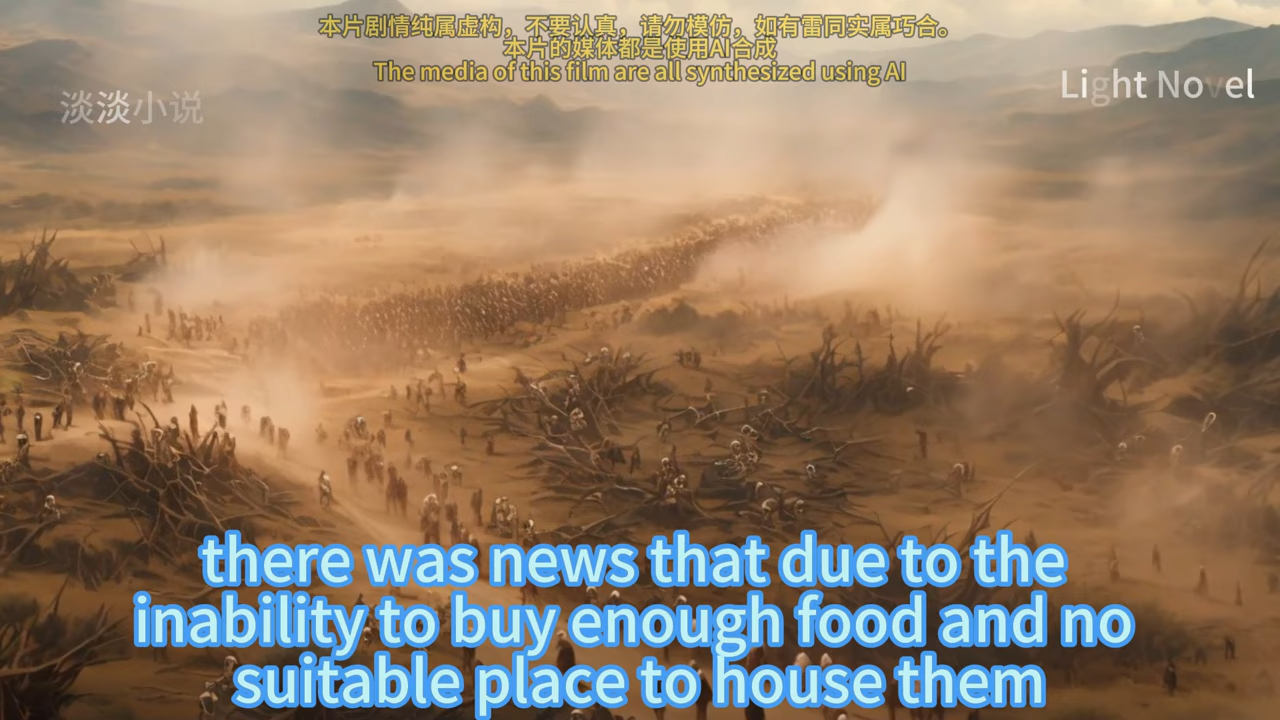 本片剧情纯属虚构，不要认真，请勿模仿，如有雷同实属巧合。
本片的媒体都是使用AI合成
The media of this film are all synthesized using AI
淡淡小说
Light Novel
there was news that due to the
inability to buy enough food and no
suitable place to house them